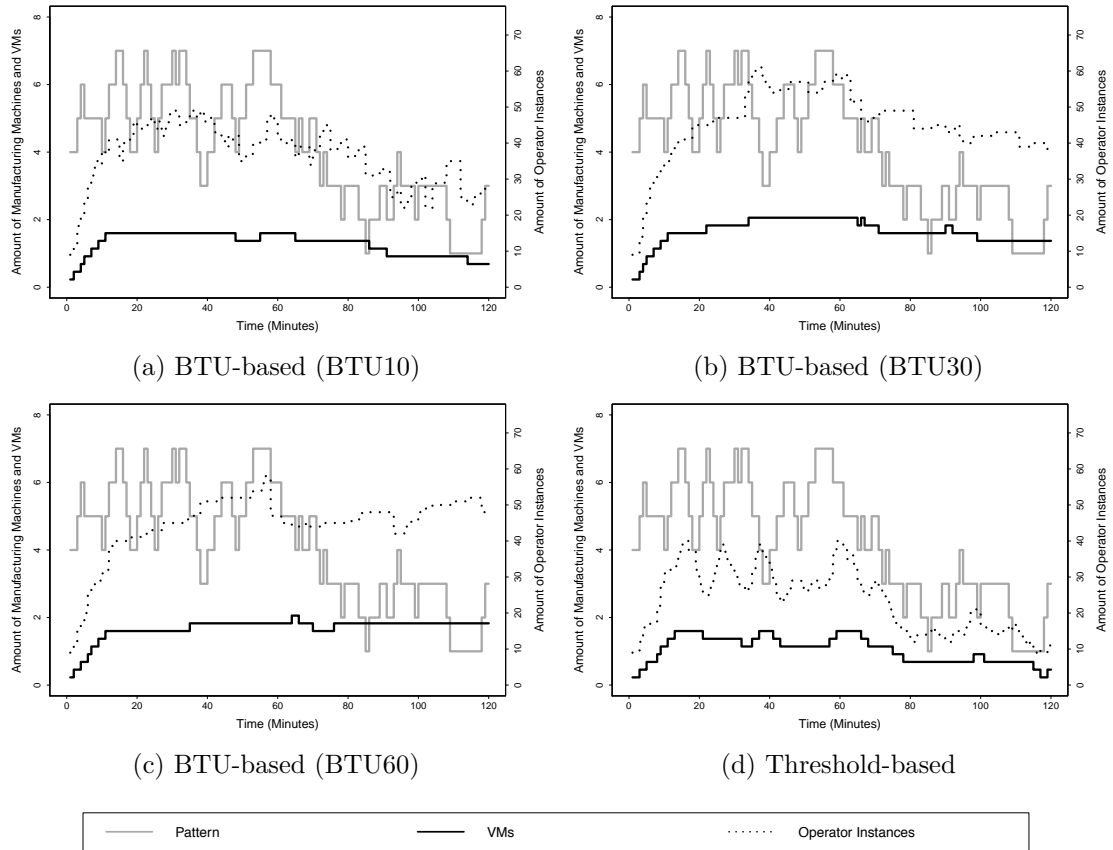 Amount of Manufacturing Machines and VMs
0 2 4 6 8
0 20 40 60 80 100 120
Time (Minutes)
0 10 20 30 40 50 60 70
Amount of Operator Instances
(a) BTU-based (BTU10)
Amount of Manufacturing Machines and VMs
0 2 4 6 8
0 20 40 60 80 100 120
Time (Minutes)
0 10 20 30 40 50 60 70
Amount of Operator Instances
(b) BTU-based (BTU30)
Amount of Manufacturing Machines and VMs
0 2 4 6 8
0 20 40 60 80 100 120
Time (Minutes)
0 10 20 30 40 50 60 70
Amount of Operator Instances
(c) BTU-based (BTU60)
Amount of Manufacturing Machines and VMs
0 2 4 6 8
0 20 40 60 80 100 120
Time (Minutes)
0 10 20 30 40 50 60 70
Amount of Operator Instances
(d) Threshold-based
Pattern VMs Operator Instances